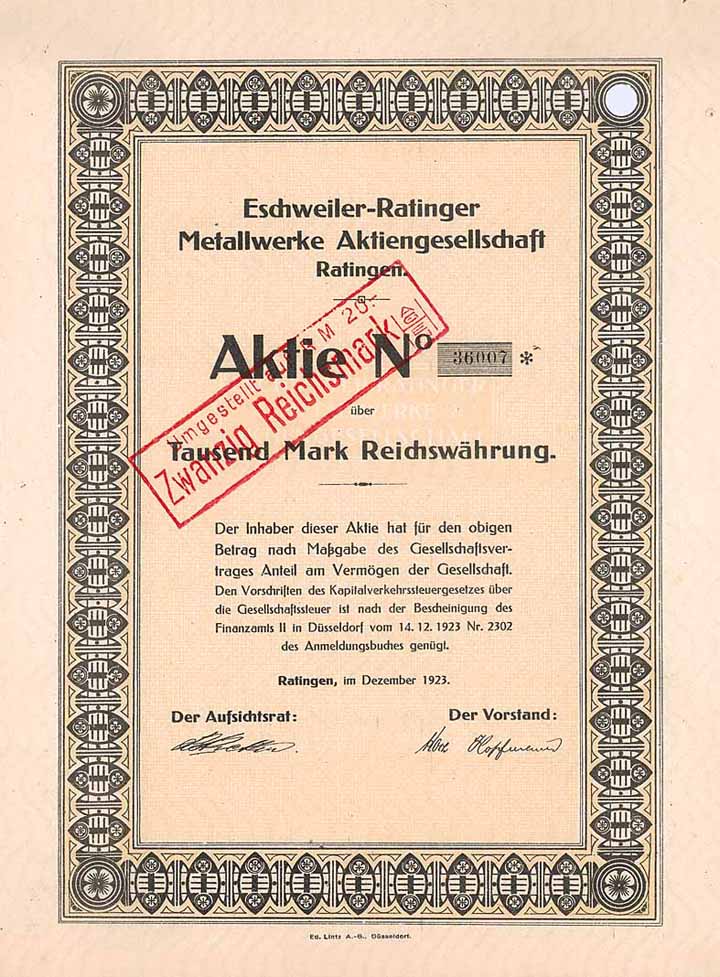 Eschweiler-Ratinger
Metallwerke Aktiengesellschaft
Ratingen.
Umgestellt auf M 20.-
Zwanzig Reichsmark
Aktie No 36007 *
über
Tausend Mark Reichswährung.
Der Inhaber dieser Aktie hat für den obigen
Betrag nach Maßgabe des Gesellschaftsver-
trages Anteil am Vermögen der Gesellschaft.
Den Vorschriften des Kapitalverkehrssteuergesetzes über
die Gesellschaftssteuer ist nach der Bescheinigung des
Finanzamts II in Düsseldorf vom 14. 12. 1923 Nr. 2302
des Anmeldungsbuches genügt.
Ratingen, im Dezember 1923.
Der Aufsichtsrat:
Der Vorstand:
Ed. Lintz A.-G., Düsseldorf.